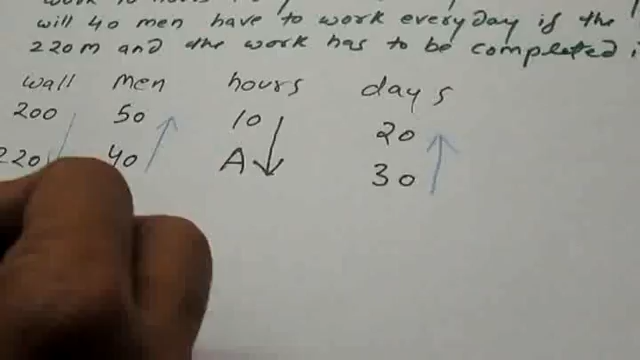 will 40 men have to work everyday if the
220m and the work has to be completed
wall men hours days
200 50 10 20
220 40 A 30